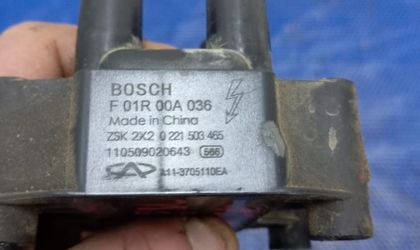 BOSCH
F 01R 00A 036
Made in China
ZSK 2X2 0 221 503 465
110509020643 566
A11-3705110EA